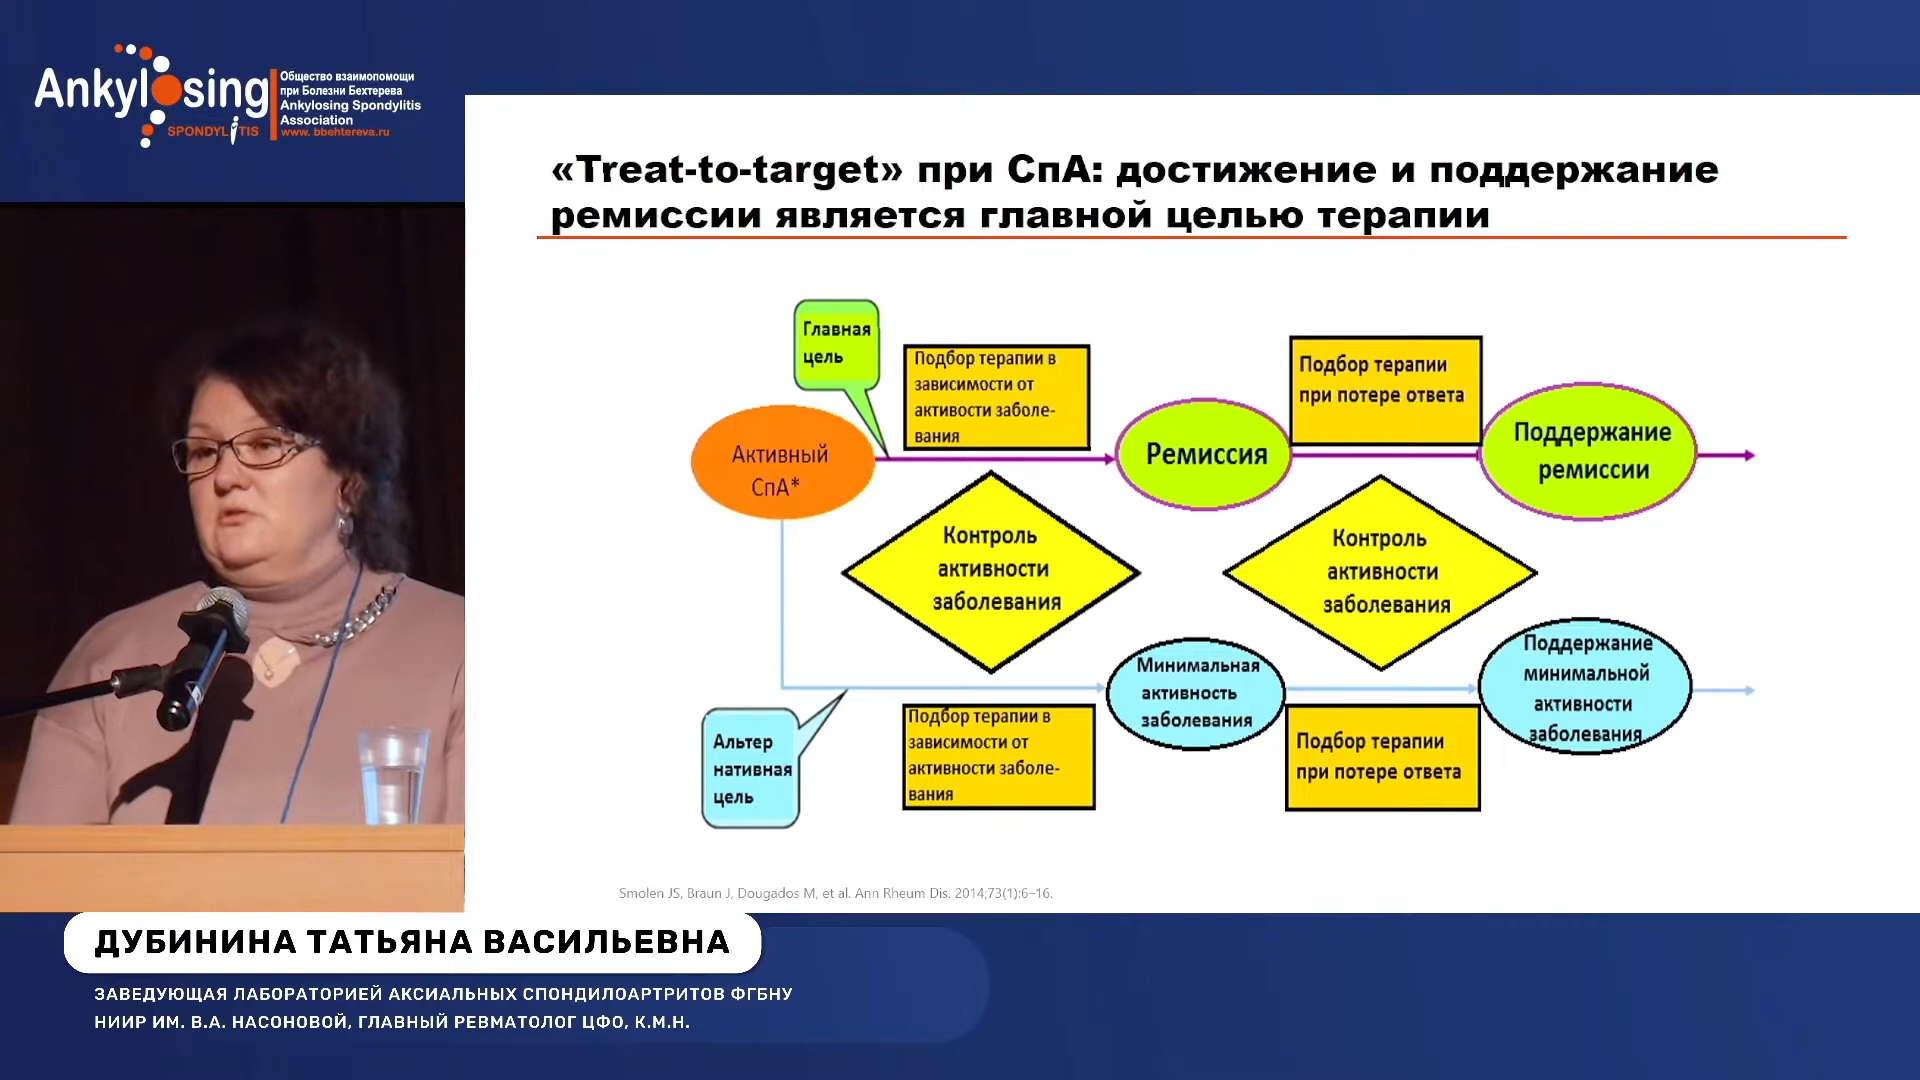 Ankylosing
SPONDYLITIS
Общество взаимопомощи
при Болезни Бехтерева
Ankylosing Spondylitis
Association
www. bbehtereva.ru
«Treat-to-target» при СпА: достижение и поддержание
ремиссии является главной целью терапии
Главная
цель
Подбор терапии в
зависимости от
активости заболе-
вания
Подбор терапии
при потере ответа
Активный
СпА*
Ремиссия
Поддержание
ремиссии
Контроль
активности
заболевания
Контроль
активности
заболевания
Минимальная
активность
заболевания
Поддержание
минимальной
активности
заболевания
Альтер
нативная
цель
Подбор терапии в
зависимости от
активности заболе-
вания
Подбор терапии
при потере ответа
Smolen JS, Braun J, Dougados M, et al. Ann Rheum Dis. 2014;73(1):6–16.
ДУБИНИНА ТАТЬЯНА ВАСИЛЬЕВНА
ЗАВЕДУЮЩАЯ ЛАБОРАТОРИЕЙ АКСИАЛЬНЫХ СПОНДИЛОАРТРИТОВ ФГБНУ
НИИР ИМ. В.А. НАСОНОВОЙ, ГЛАВНЫЙ РЕВМАТОЛОГ ЦФО, К.М.Н.